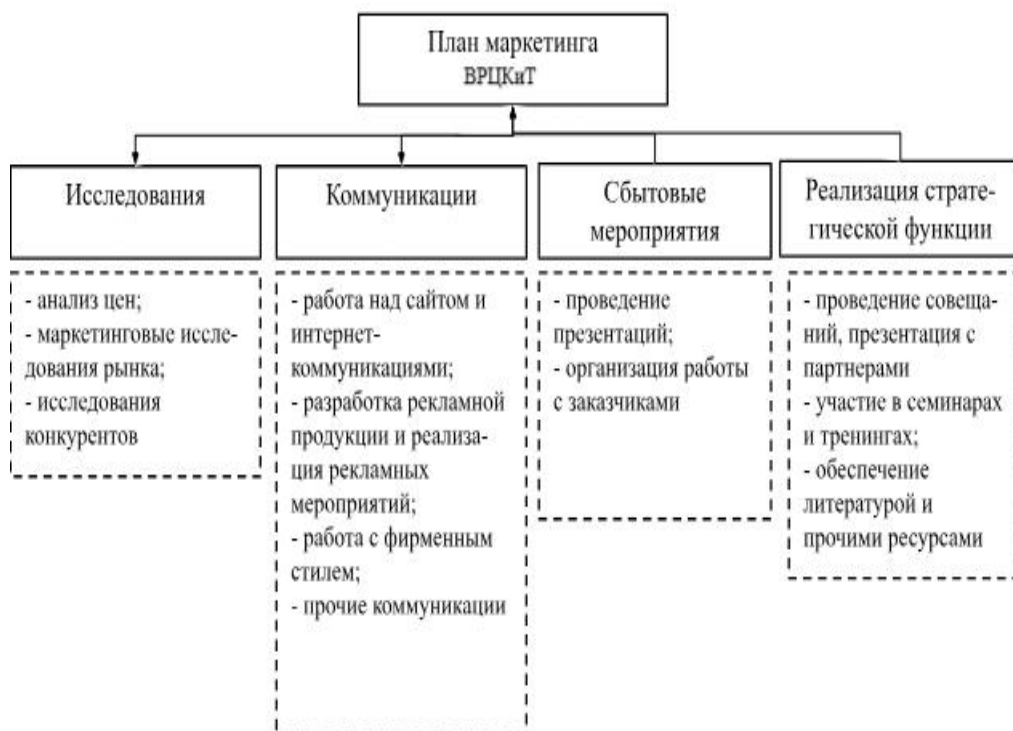 План маркетинга
ВРЦКиТ
Исследования
- анализ цен;
- маркетинговые иссле-
дования рынка;
- исследования
конкурентов
Коммуникации
- работа над сайтом и
интернет-
коммуникациями;
- разработка рекламной
продукции и реализа-
ция рекламных
мероприятий;
- работа с фирменным
стилем;
- прочие коммуникации
Сбытовые
мероприятия
- проведение
презентаций;
- организация работы
с заказчиками
Реализация страте-
гической функции
- проведение совеща-
ний, презентация с
партнерами
- участие в семинарах
и тренингах;
- обеспечение
литературой и
прочими ресурсами